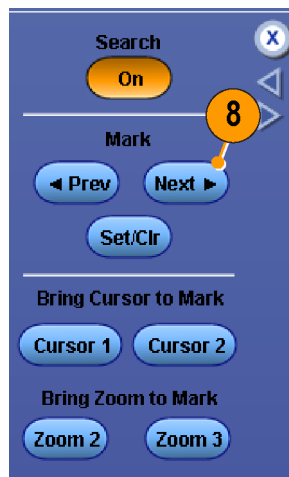 Search
X
On
8
Mark
◄ Prev
Next ►
Set/Clr
Bring Cursor to Mark
Cursor 1
Cursor 2
Bring Zoom to Mark
Zoom 2
Zoom 3